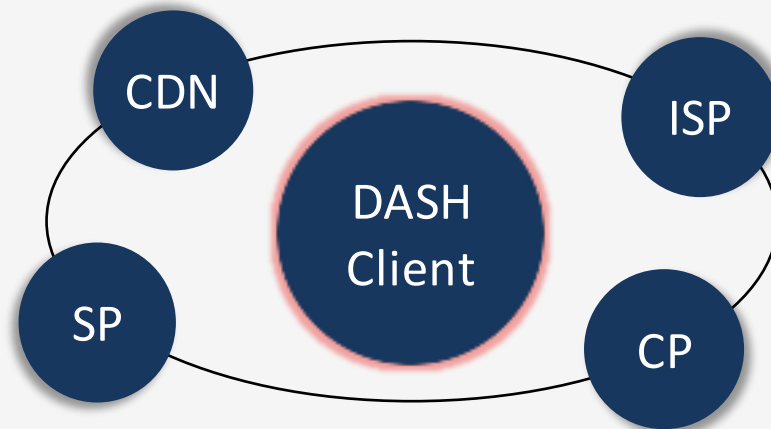 CDN
ISP
DASH
Client
SP
CP